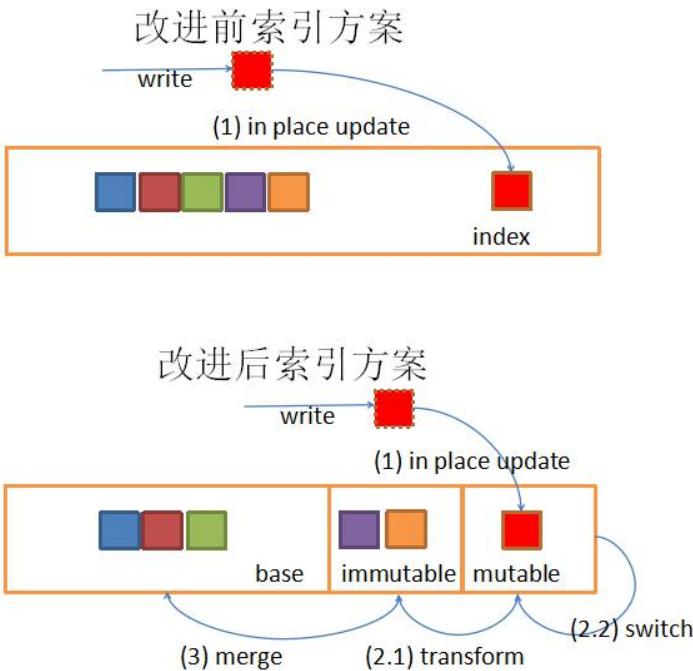 改进前索引方案
write
(1) in place update
index
改进后索引方案
write
(1) in place update
base
immutable
mutable
(2.2) switch
(3) merge
(2.1) transform